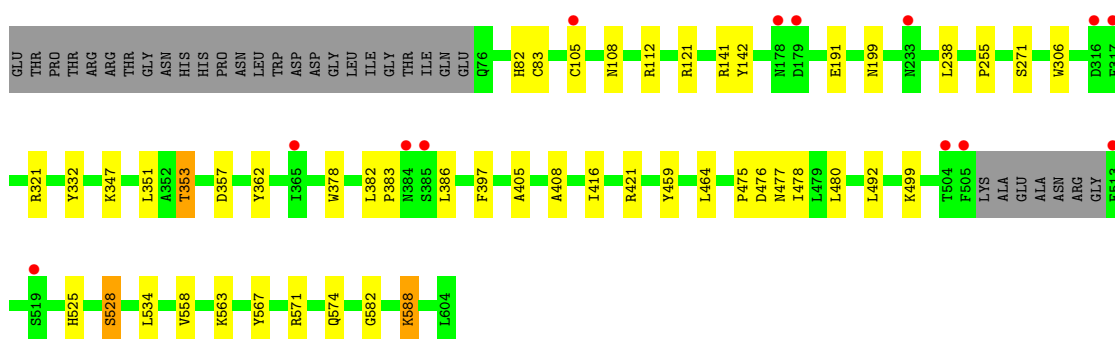 GLU THR PRO THR ARG ARG THR GLY ASN HIS HIS PRO ASN LEU TRP ASP ASP GLY LEU ILE GLY THR ILE GLN GLU Q76 H82 C83 C105 N108 R112 R121 R141 Y142 N178 D179 E191 N199 N233 L238 P255 S271 W306 D316 E317
R321 Y332 K347 L351 A352 T353 D357 Y362 I365 W378 L382 P383 N384 S385 L386 F397 A405 A408 I416 R421 Y459 L464 P475 D476 N477 I478 L479 L480 L492 K499 T504 F505 LYS ALA GLU ALA ASN ARG GLY E513
S519 H525 S528 L534 V558 K563 Y567 R571 Q574 G582 K588 L604